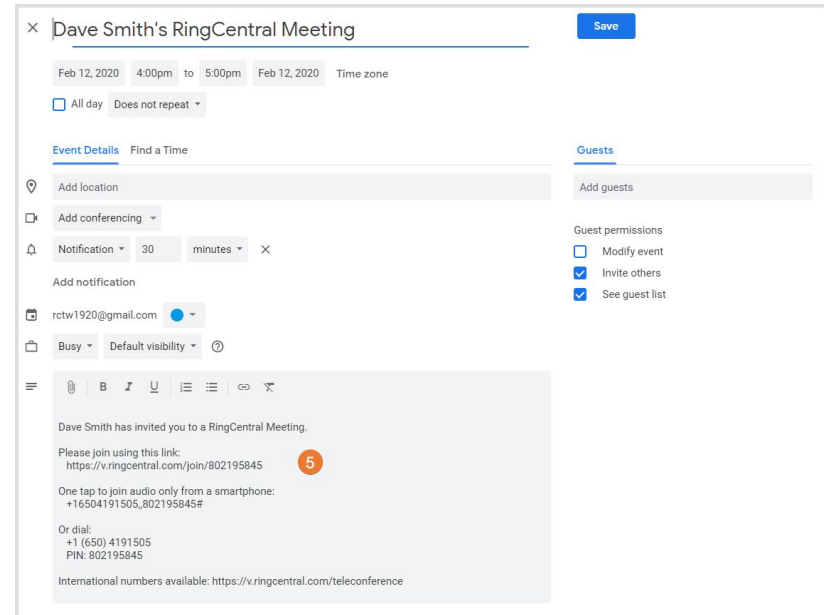 Dave Smith's RingCentral Meeting
Save
Feb 12, 2020 4:00pm to 5:00pm Feb 12, 2020 Time zone
All day Does not repeat
Event Details Find a Time
Guests
Add location
Add guests
Add conferencing
Guest permissions
Notification 30 minutes
Modify event
Invite others
Add notification
See guest list
rctw1920@gmail.com
Busy Default visibility
B I U
Dave Smith has invited you to a RingCentral Meeting.
Please join using this link:
https://v.ringcentral.com/join/802195845
5
One tap to join audio only from a smartphone:
+16504191505,,802195845#
Or dial:
+1 (650) 4191505
PIN: 802195845
International numbers available: https://v.ringcentral.com/teleconference